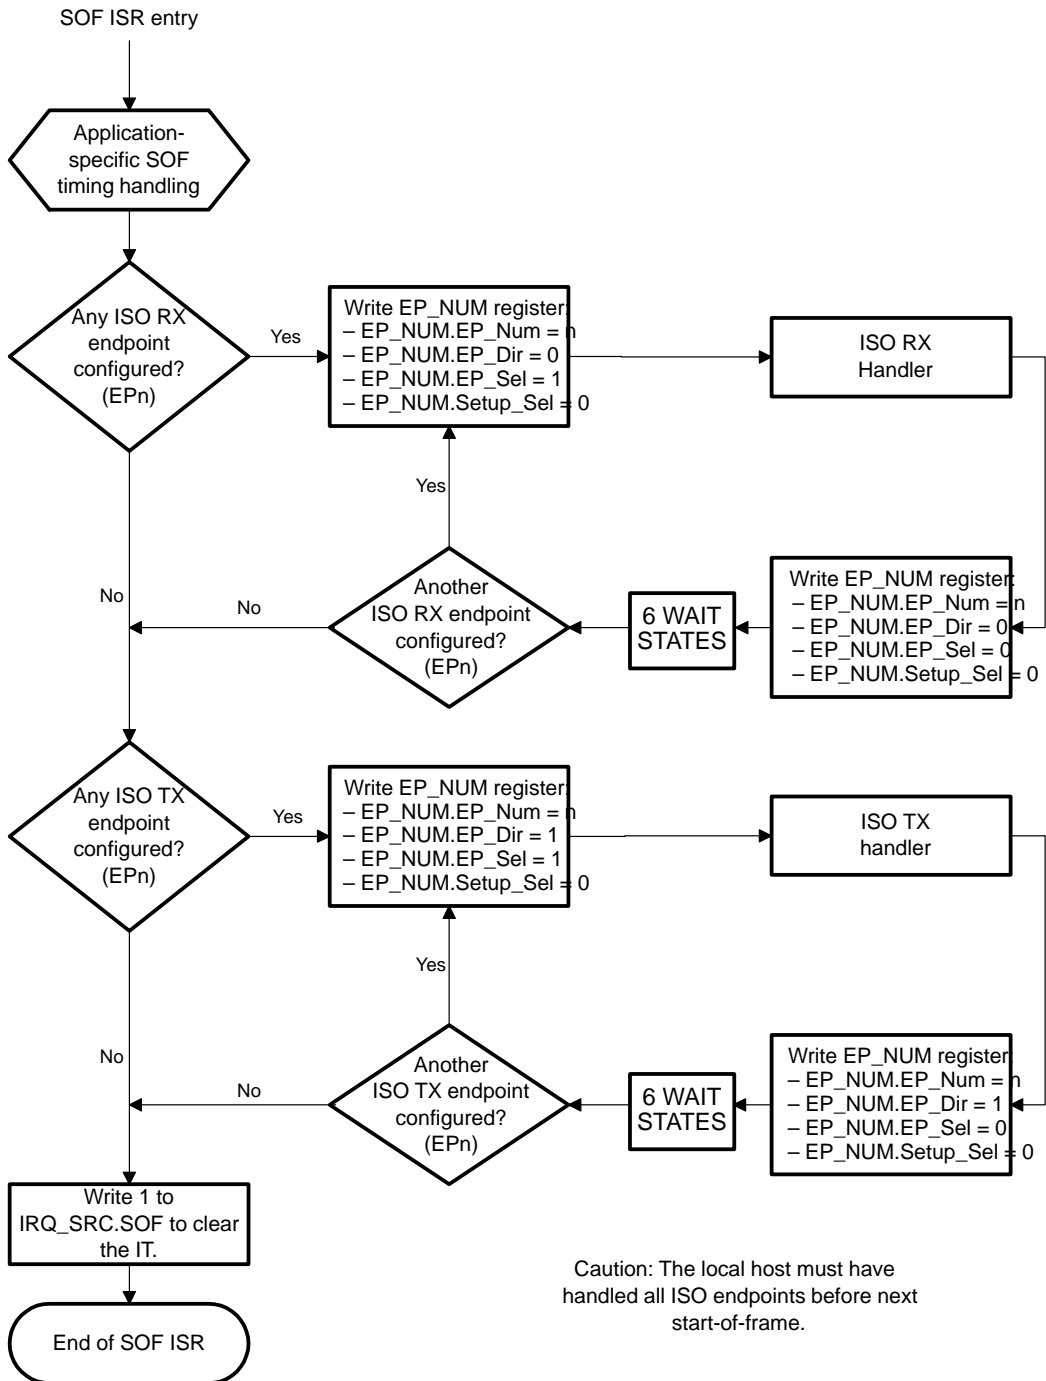 SOF ISR entry
Application-
specific SOF
timing handling
Any ISO RX
endpoint
configured?
(EPn)
Yes
Write EP_NUM register:
– EP_NUM.EP_Num = n
– EP_NUM.EP_Dir = 0
– EP_NUM.EP_Sel = 1
– EP_NUM.Setup_Sel = 0
ISO RX
Handler
Yes
No
No
Another
ISO RX endpoint
configured?
(EPn)
6 WAIT
STATES
Write EP_NUM register:
– EP_NUM.EP_Num = n
– EP_NUM.EP_Dir = 0
– EP_NUM.EP_Sel = 0
– EP_NUM.Setup_Sel = 0
Any ISO TX
endpoint
configured?
(EPn)
Yes
Write EP_NUM register:
– EP_NUM.EP_Num = n
– EP_NUM.EP_Dir = 1
– EP_NUM.EP_Sel = 1
– EP_NUM.Setup_Sel = 0
ISO TX
handler
Yes
No
No
Another
ISO TX endpoint
configured?
(EPn)
6 WAIT
STATES
Write EP_NUM register:
– EP_NUM.EP_Num = n
– EP_NUM.EP_Dir = 1
– EP_NUM.EP_Sel = 0
– EP_NUM.Setup_Sel = 0
Write 1 to
IRQ_SRC.SOF to clear
the IT.
End of SOF ISR
Caution: The local host must have
handled all ISO endpoints before next
start-of-frame.